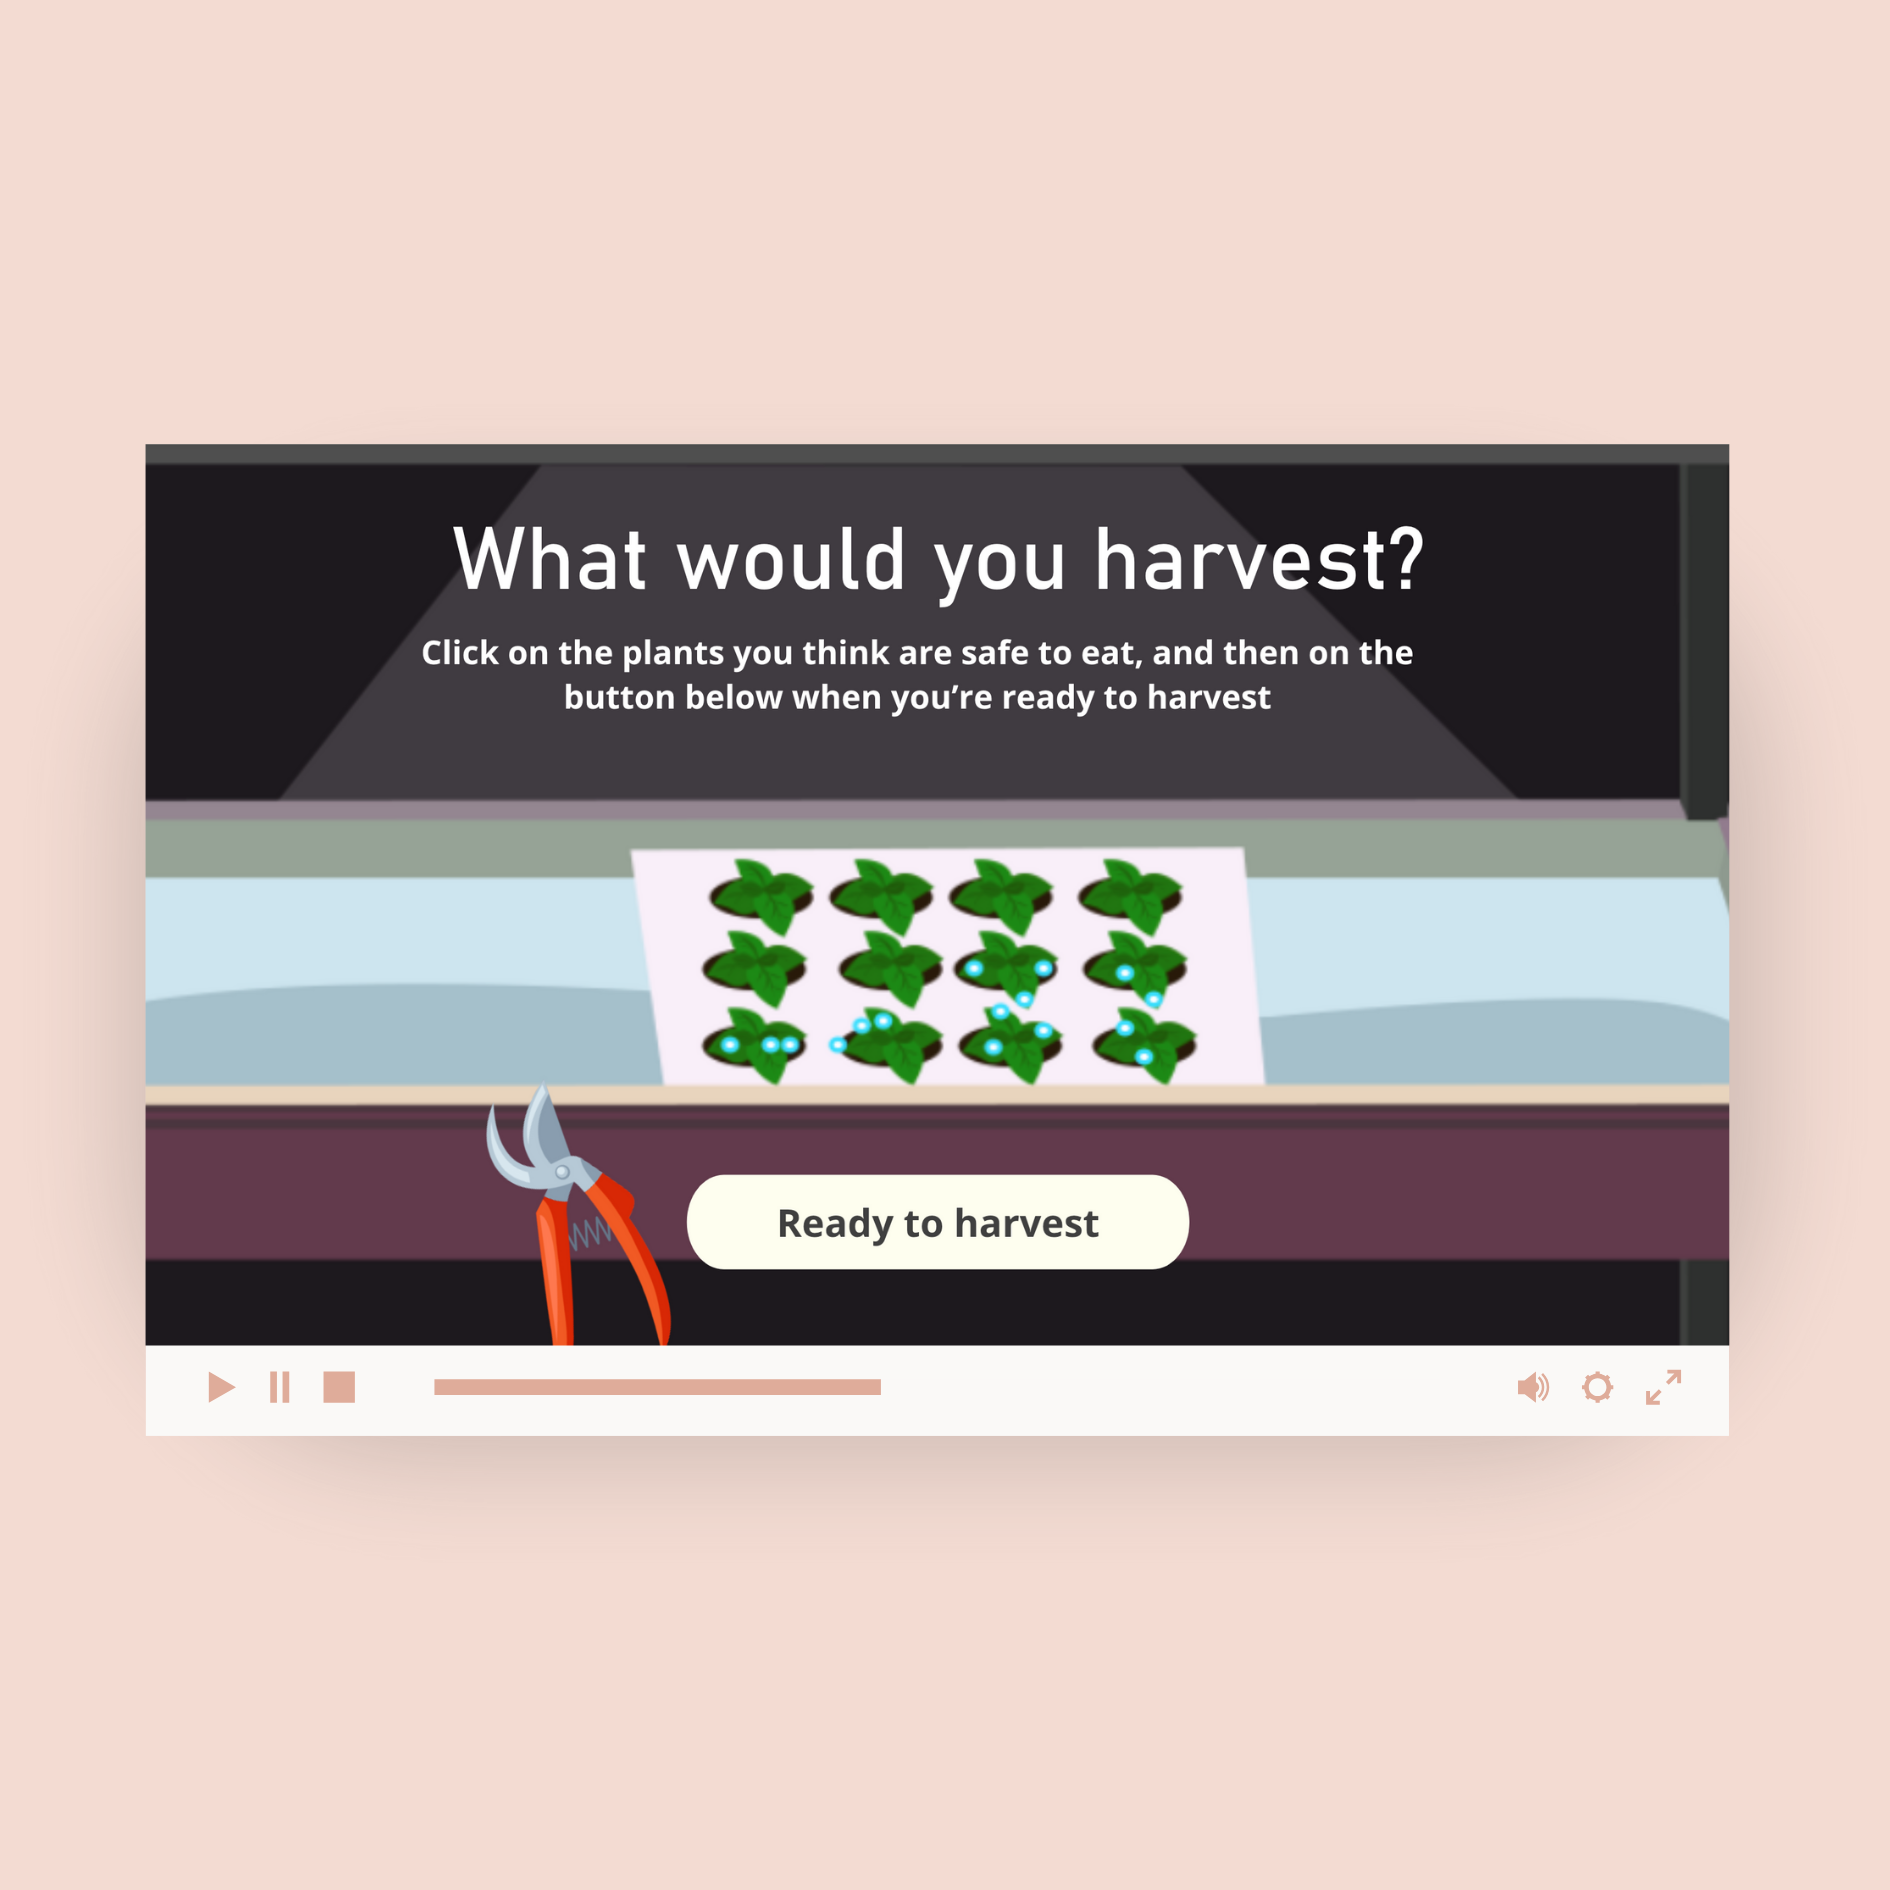 What would you harvest?
Click on the plants you think are safe to eat, and then on the
button below when you’re ready to harvest
Ready to harvest